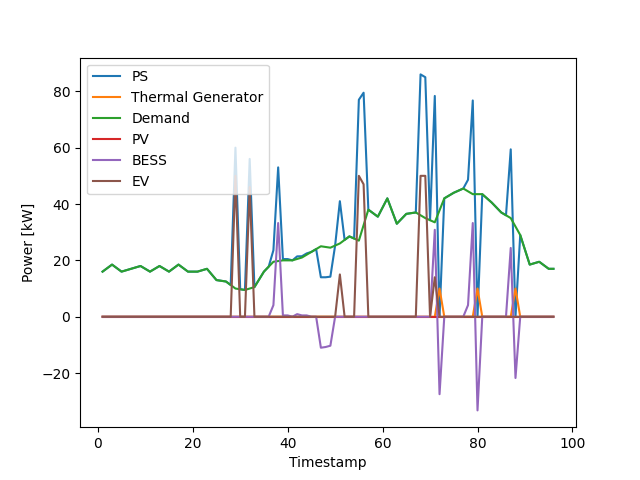 PS
Thermal Generator
Demand
PV
BESS
EV
Power [kW]
80
60
40
20
0
−20
0 20 40 60 80 100
Timestamp